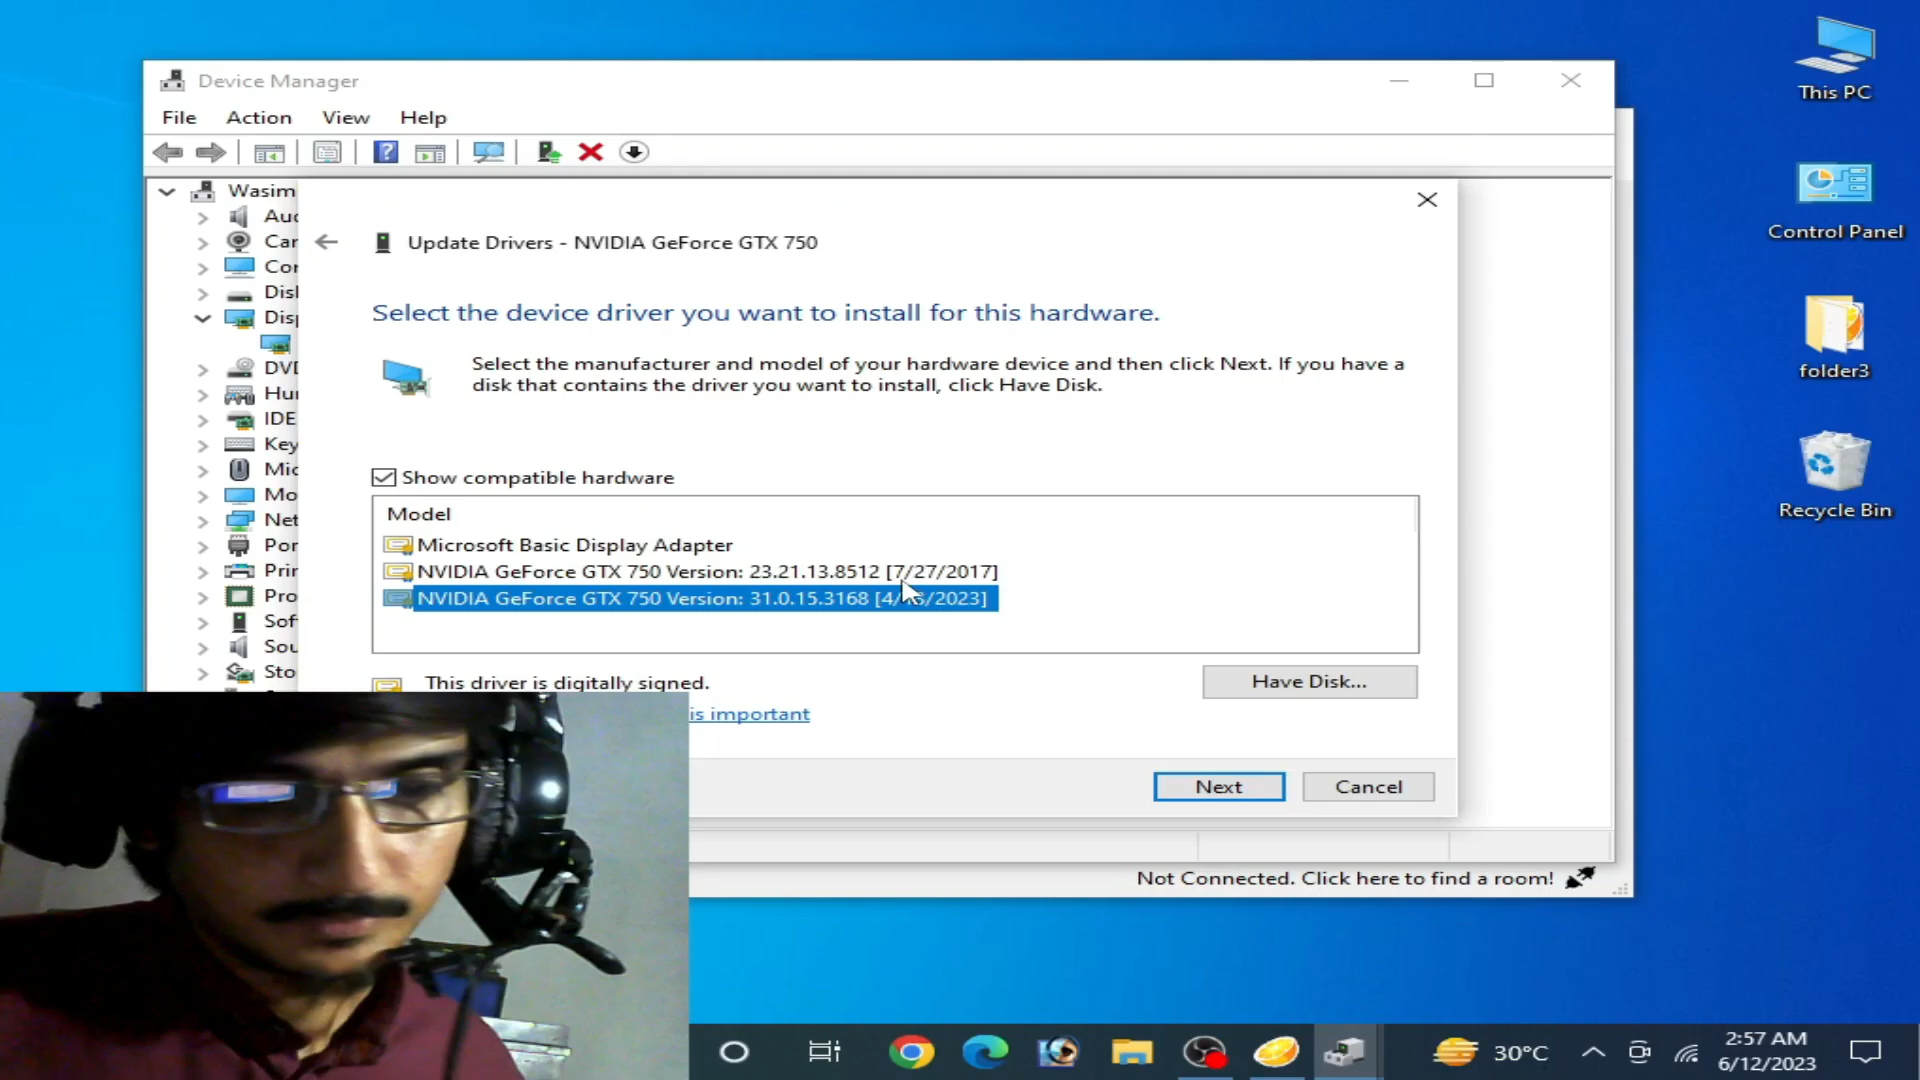 This PC
Device Manager
File Action View Help
Wasim
Control Panel
Update Drivers - NVIDIA GeForce GTX 750
Select the device driver you want to install for this hardware.
Select the manufacturer and model of your hardware device and then click Next. If you have a
disk that contains the driver you want to install, click Have Disk.
folder3
Show compatible hardware
Model
Microsoft Basic Display Adapter
NVIDIA GeForce GTX 750 Version: 23.21.13.8512 [7/27/2017]
NVIDIA GeForce GTX 750 Version: 31.0.15.3168
Recycle Bin
This driver is digitally signed.
Have Disk...
is important
Next
Cancel
Not Connected. Click here to find a room!
30°C
2:57 AM
6/12/2023